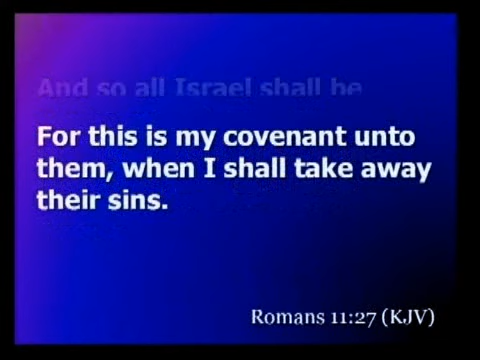 And so all Israel shall be
For this is my covenant unto
them, when I shall take away
their sins.
Romans 11:27 (KJV)